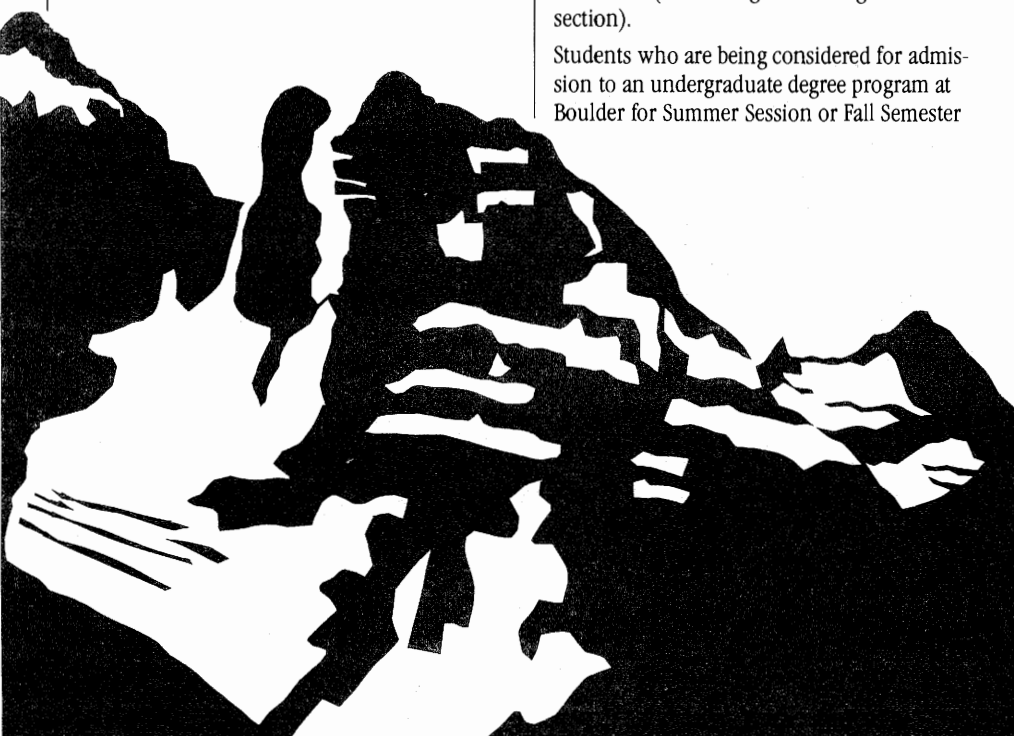 section).
Students who are being considered for admis-
sion to an undergraduate degree program at
Boulder for Summer Session or Fall Semester